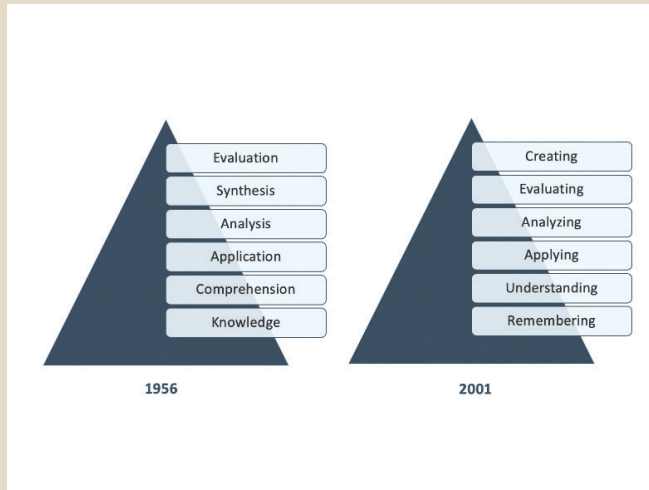 Evaluation
Synthesis
Analysis
Application
Comprehension
Knowledge
1956
Creating
Evaluating
Analyzing
Applying
Understanding
Remembering
2001